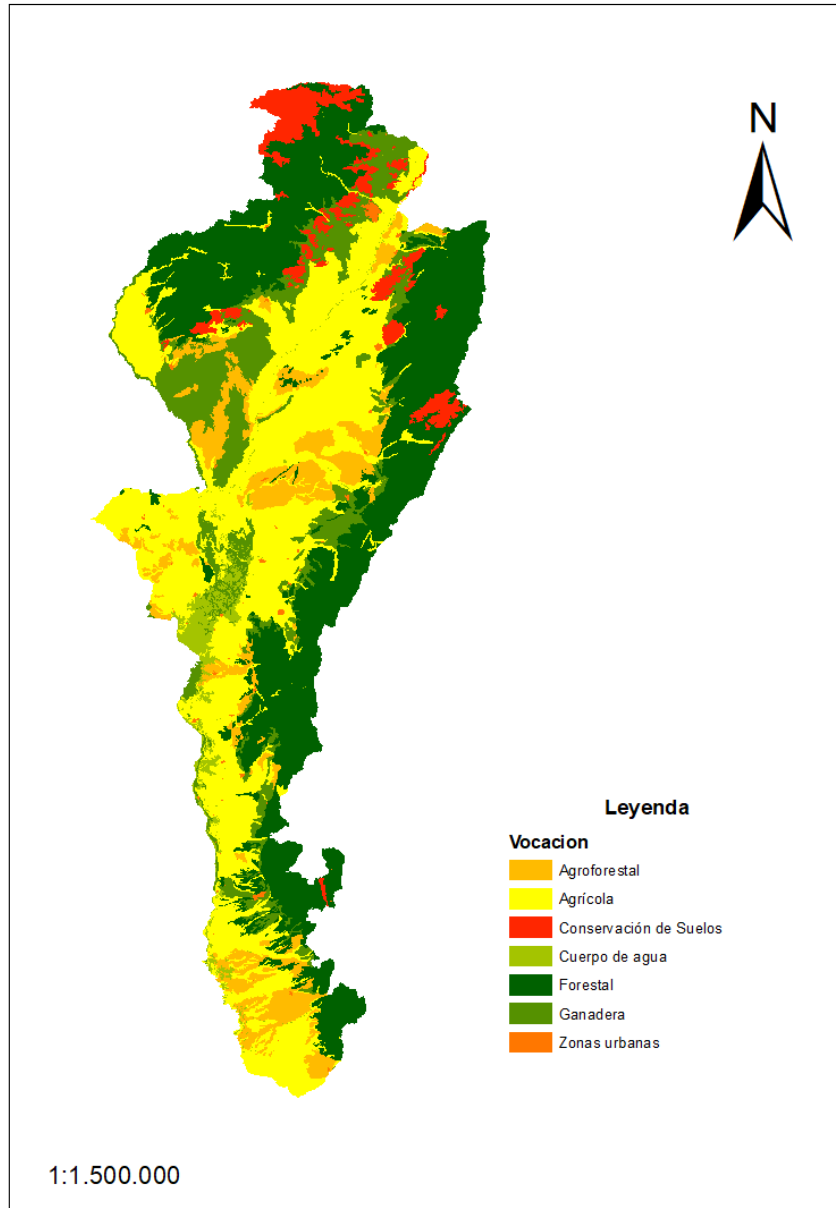 N
Leyenda
Vocacion
Agroforestal
Agrícola
Conservación de Suelos
Cuerpo de agua
Forestal
Ganadera
Zonas urbanas
1:1.500.000